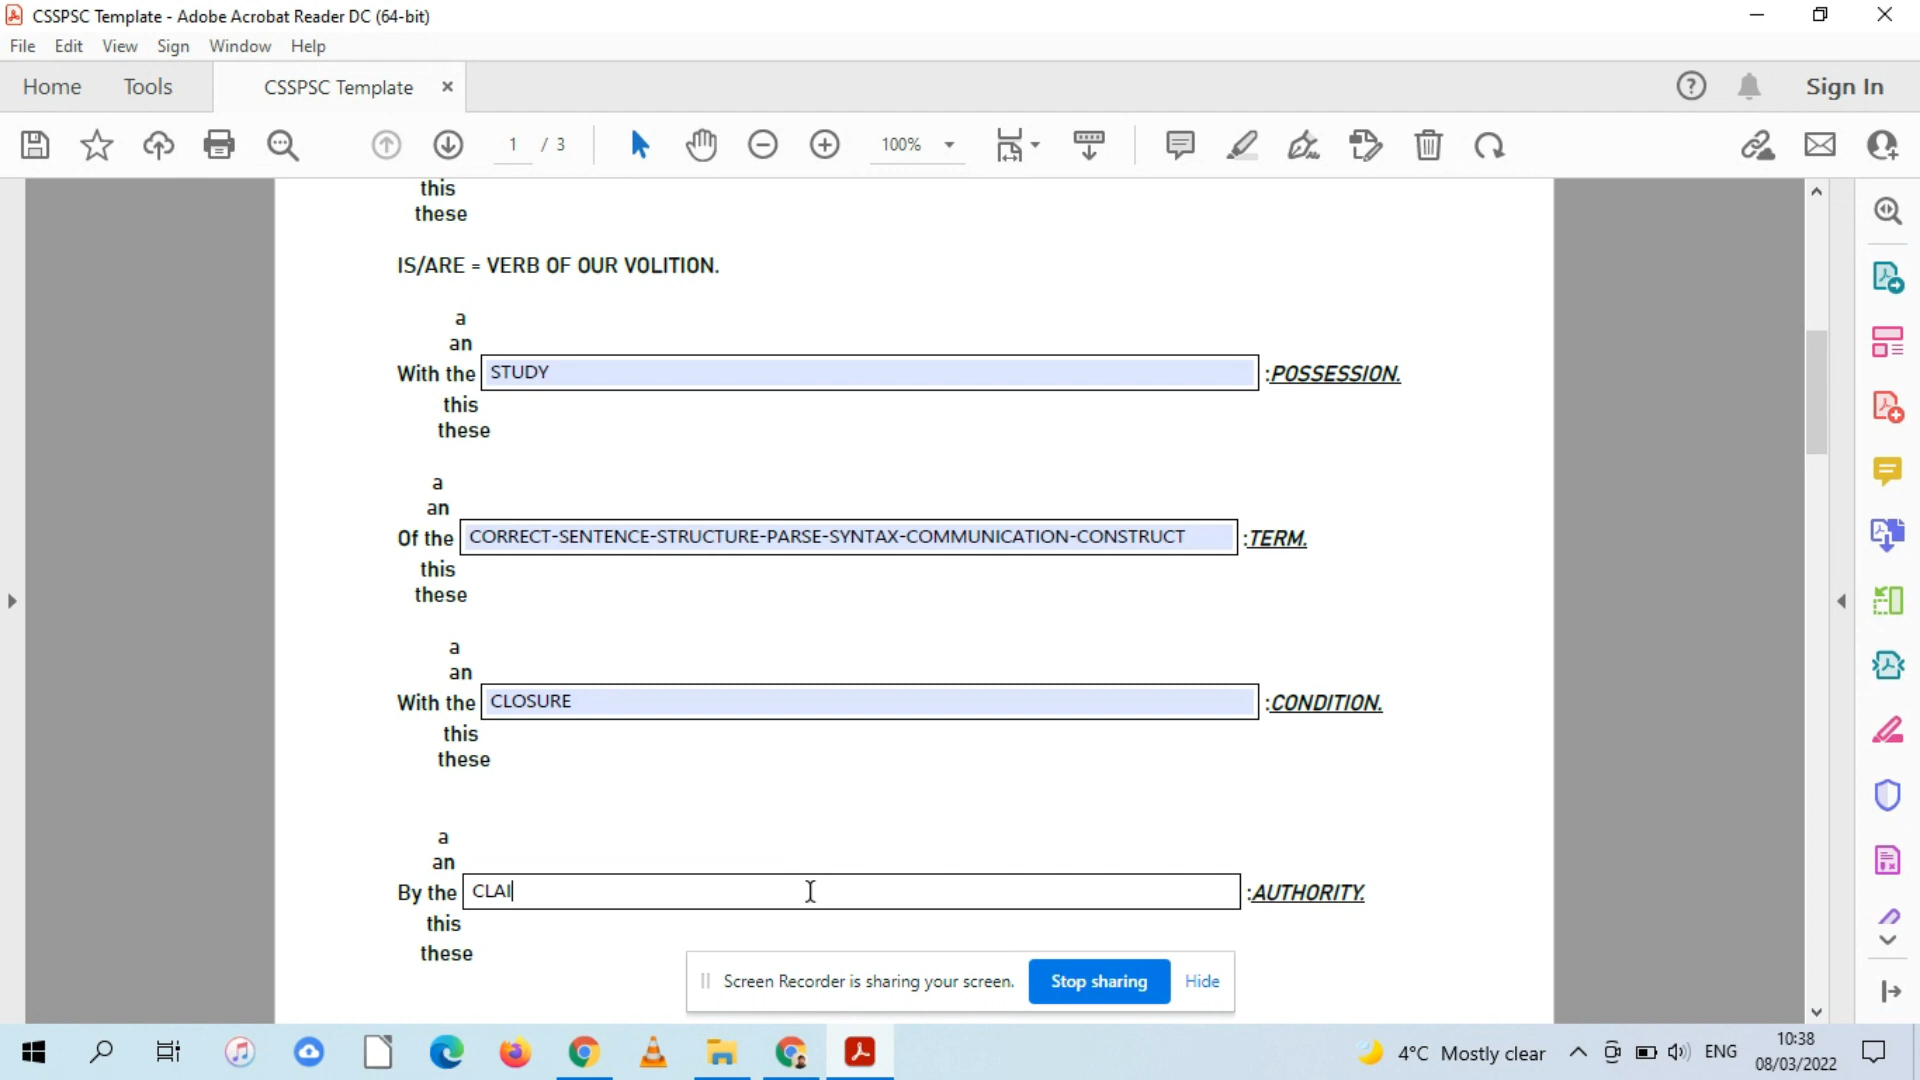 CSSPSC Template - Adobe Acrobat Reader DC (64-bit)
File Edit View Sign Window Help
Home Tools CSSPSC Template × Sign In
1 / 3 100%
this
these
IS/ARE = VERB OF OUR VOLITION.
a
an
With the STUDY :POSSESSION.
this
these
a
an
Of the CORRECT-SENTENCE-STRUCTURE-PARSE-SYNTAX-COMMUNICATION-CONSTRUCT :TERM.
this
these
a
an
With the CLOSURE :CONDITION.
this
these
a
an
By the CLAI :AUTHORITY.
this
these
Screen Recorder is sharing your screen. Stop sharing Hide
4°C Mostly clear ENG 10:38
08/03/2022